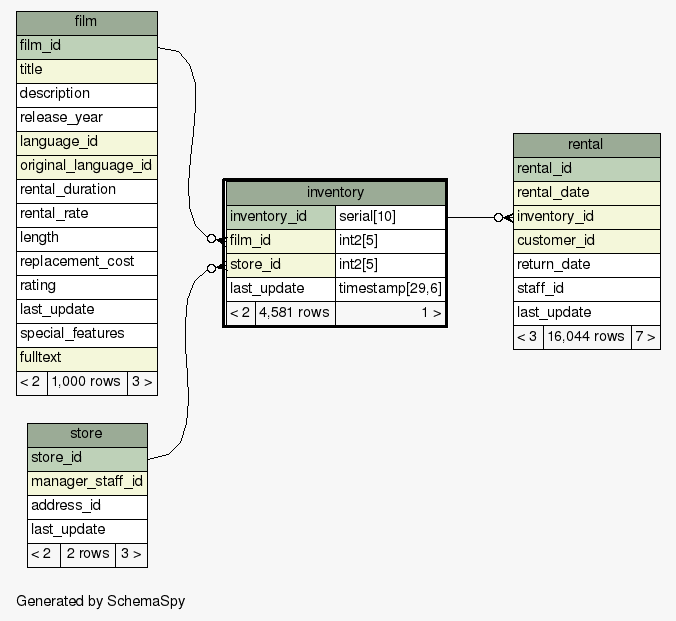 film
film_id
title
description
release_year
language_id
original_language_id
rental_duration
rental_rate
length
replacement_cost
rating
last_update
special_features
fulltext
< 2 1,000 rows 3 >
store
store_id
manager_staff_id
address_id
last_update
< 2 2 rows 3 >
inventory
inventory_id serial[10]
film_id int2[5]
store_id int2[5]
last_update timestamp[29,6]
< 2 4,581 rows 1 >
rental
rental_id
rental_date
inventory_id
customer_id
return_date
staff_id
last_update
< 3 16,044 rows 7 >
Generated by SchemaSpy